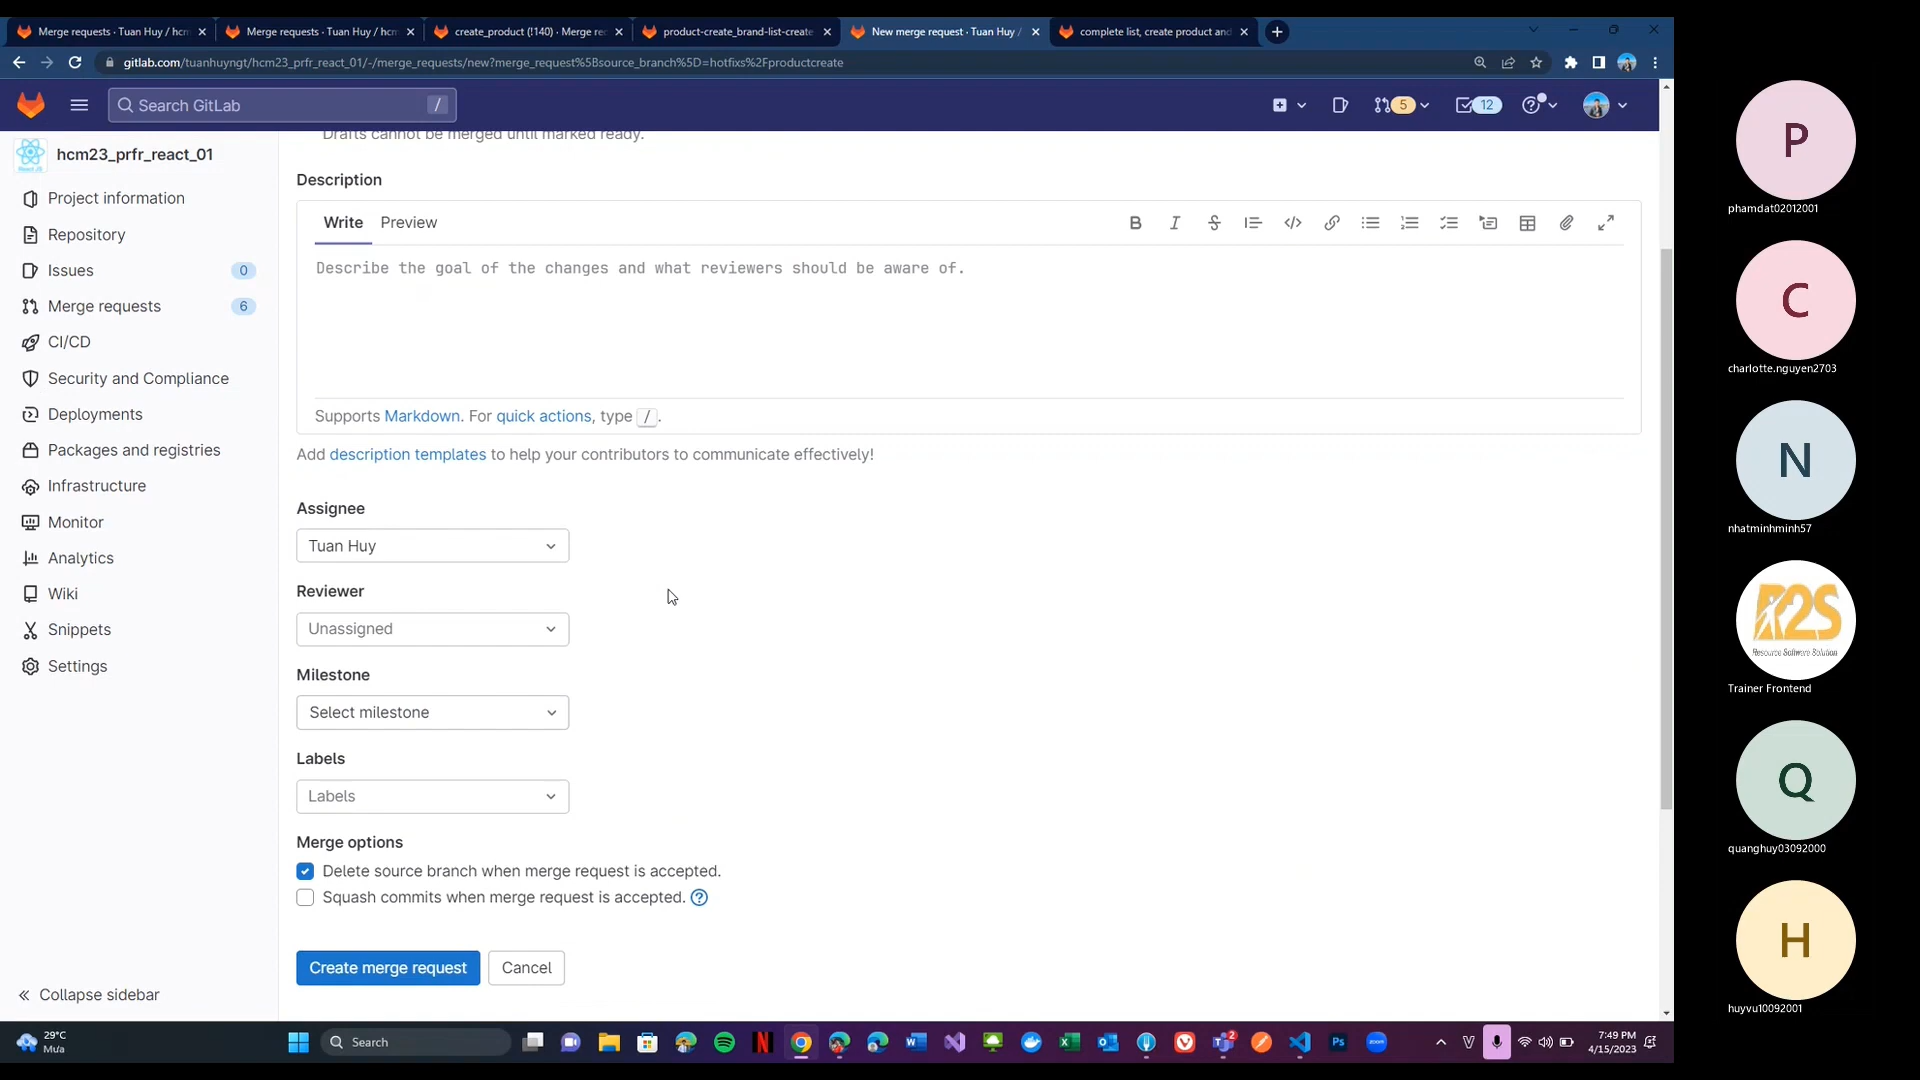 Merge requests · Tuan Huy / hcm
Merge requests · Tuan Huy / hcm
create_product (!140) · Merge re
product-create_brand-list-create
New merge request · Tuan Huy /
complete list, create product and
gitlab.com/tuanhuyngt/hcm23_prfr_react_01/-/merge_requests/new?merge_request%5Bsource_branch%5D=hotfixs%2Fproductcreate
Search GitLab
/
5
12
hcm23_prfr_react_01
Project information
Repository
Issues 0
Merge requests 6
CI/CD
Security and Compliance
Deployments
Packages and registries
Infrastructure
Monitor
Analytics
Wiki
Snippets
Settings
Collapse sidebar
Drafts cannot be merged until marked ready.
Description
Write Preview
Describe the goal of the changes and what reviewers should be aware of.
Supports Markdown. For quick actions, type /.
Add description templates to help your contributors to communicate effectively!
Assignee
Tuan Huy
Reviewer
Unassigned
Milestone
Select milestone
Labels
Labels
Merge options
Delete source branch when merge request is accepted.
Squash commits when merge request is accepted.
Create merge request Cancel
29°C
Mưa
Search
2
7:49 PM
4/15/2023
P
phamdat02012001
C
charlotte.nguyen2703
N
nhatminhminh57
R2S
Resource Software Solution
Trainer Frontend
Q
quanghuy03092000
H
huyvu10092001